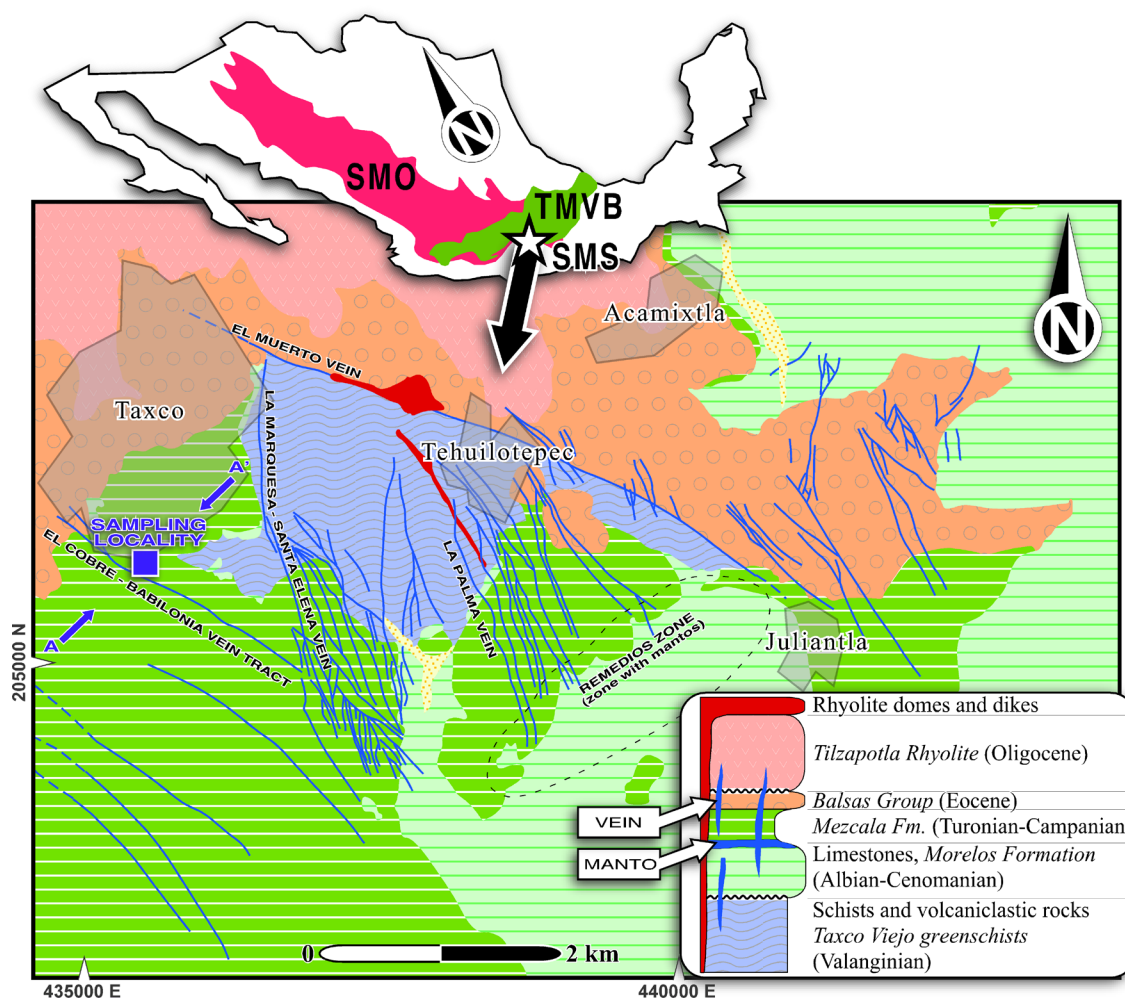 N
SMO
TMVB
SMS
N
Acamixtla
EL MUERTO VEIN
Taxco
LA MARQUESA - SANTA ELENA VEIN
Tehuilotepec
A'
SAMPLING
LOCALITY
EL COBRE - BABILONIA VEIN TRACT
LA PALMA VEIN
A
REMEDIOS ZONE
(zone with mantos)
Juliantla
205000 N
Rhyolite domes and dikes
Tilzapotla Rhyolite (Oligocene)
VEIN
Balsas Group (Eocene)
Mezcala Fm. (Turonian-Campanian
MANTO
Limestones, Morelos Formation
(Albian-Cenomanian)
Schists and volcaniclastic rocks
Taxco Viejo greenschists
(Valanginian)
0 2 km
435000 E
440000 E